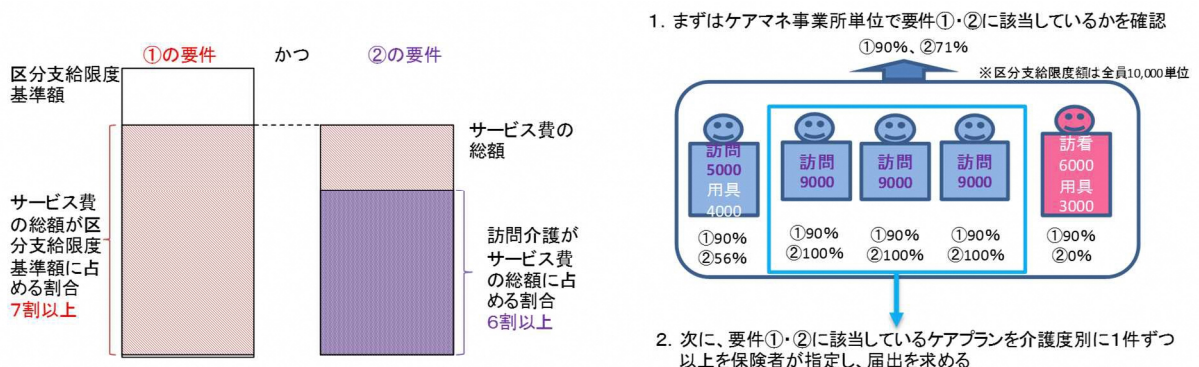 ①の要件
かつ
②の要件
区分支給限度
基準額
サービス費の
総額
サービス費
の総額が区
分支給限度
基準額に占
める割合
7割以上
訪問介護が
サービス費
の総額に占
める割合
6割以上
1．まずはケアマネ事業所単位で要件①・②に該当しているかを確認
①90%、②71%
※区分支給限度額は全員10,000単位
訪問
5000
用具
4000
①90%
②56%
訪問
9000
①90%
②100%
訪問
9000
①90%
②100%
訪問
9000
①90%
②100%
訪看
6000
用具
3000
①90%
②0%
2．次に、要件①・②に該当しているケアプランを介護度別に1件ずつ
以上を保険者が指定し、届出を求める